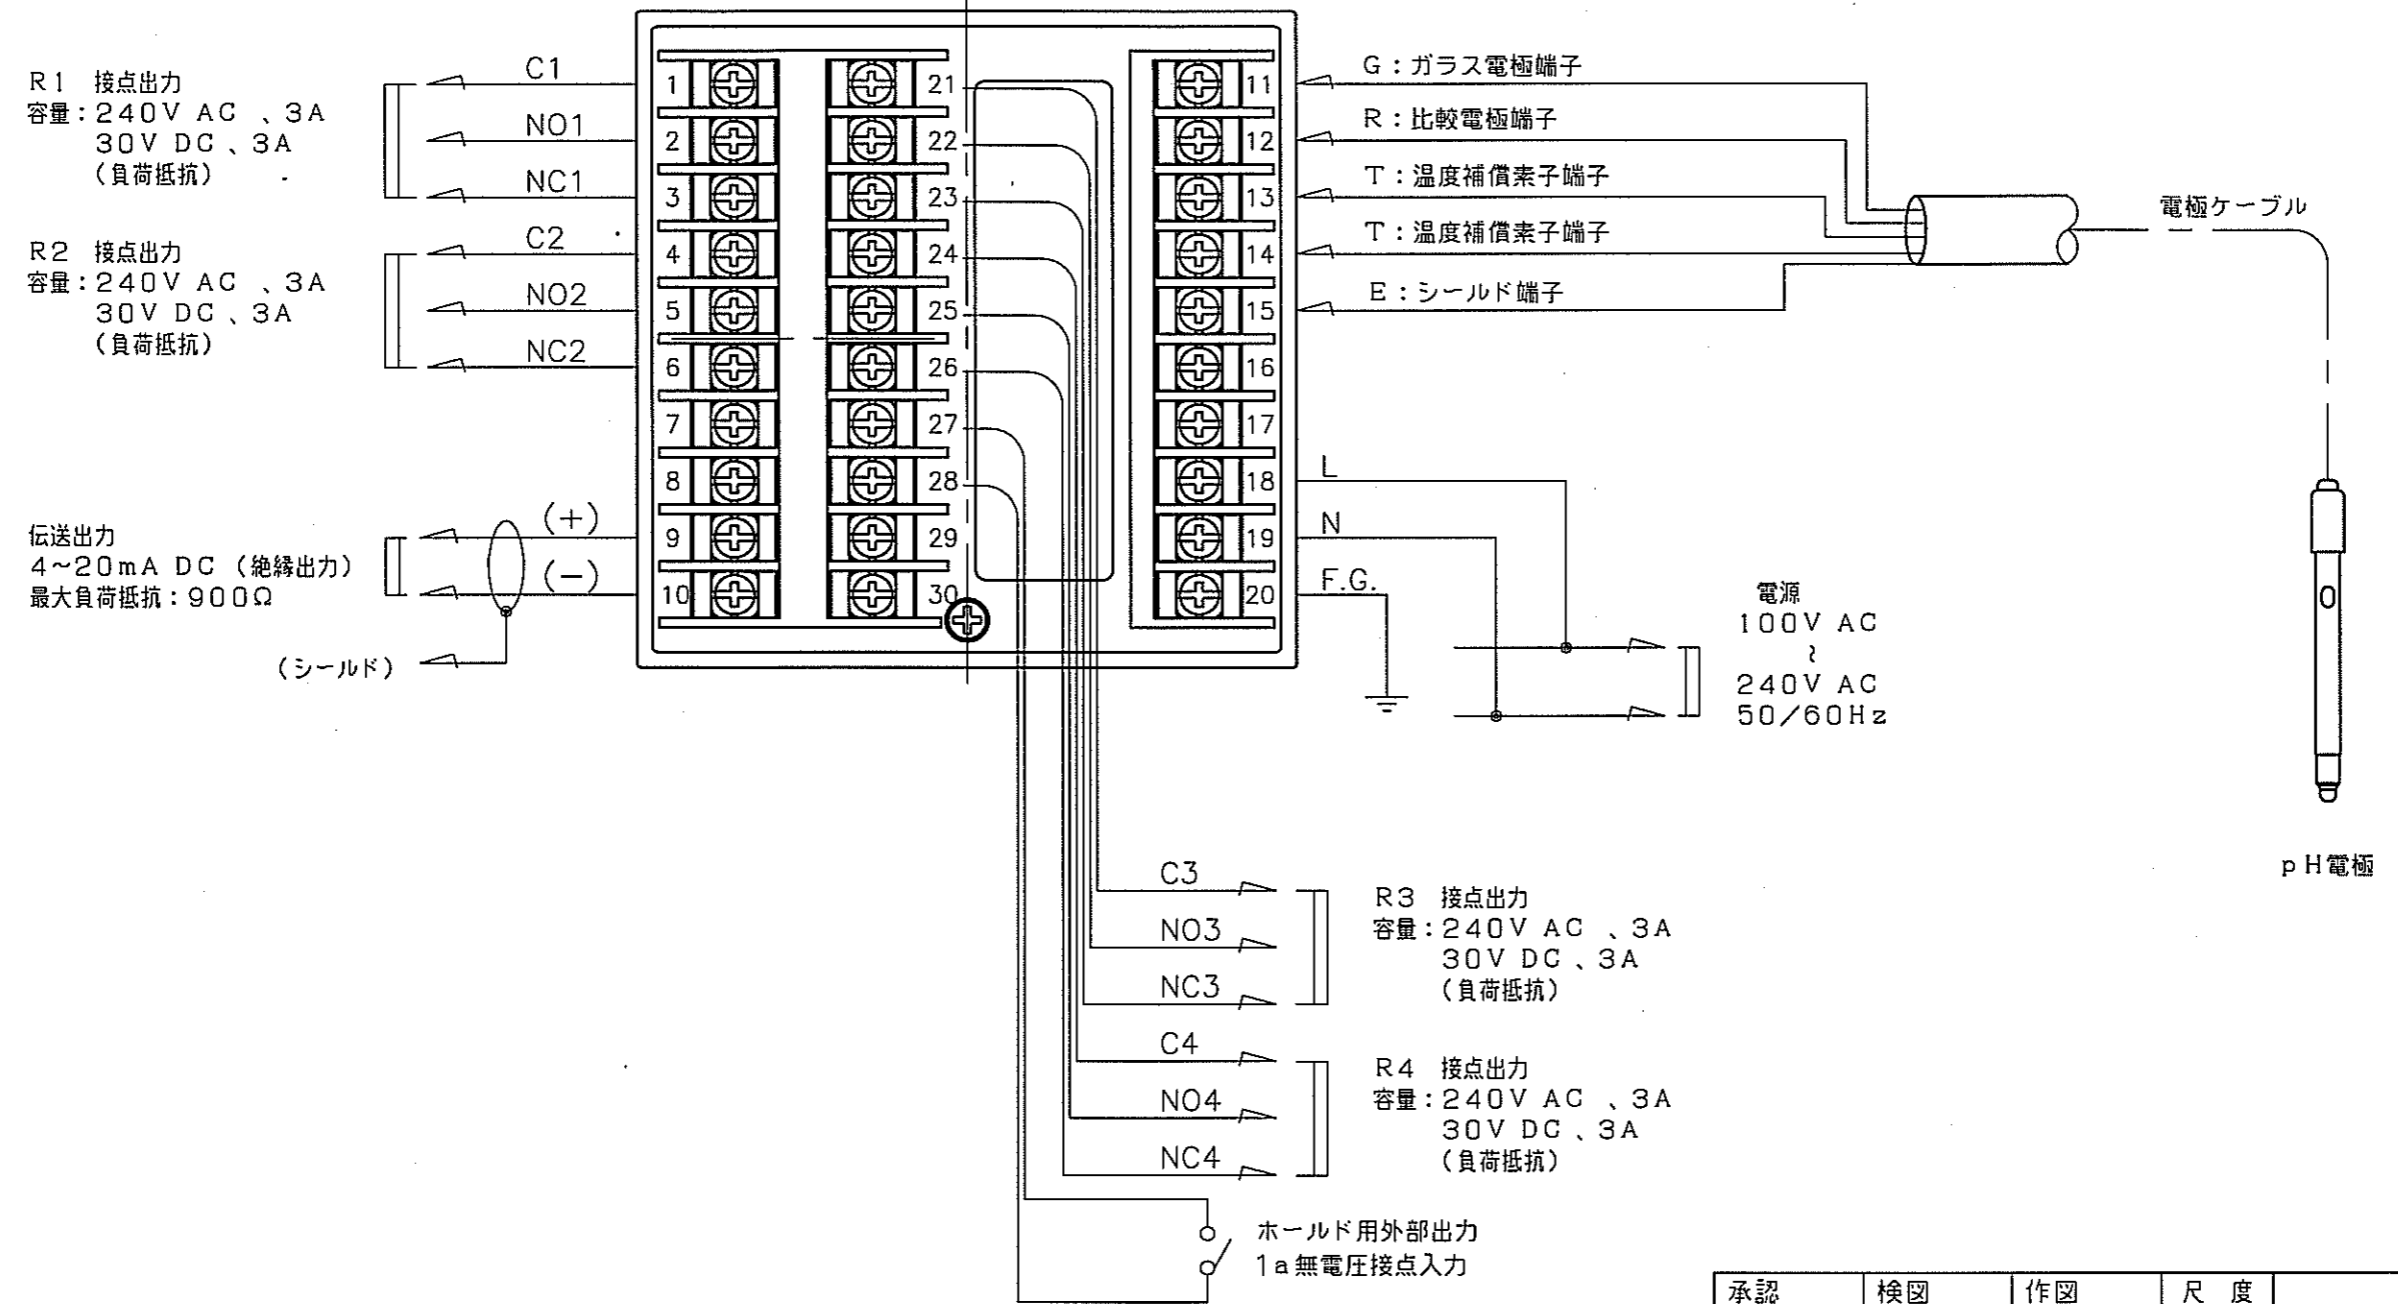 R1 接点出力
容量:240V AC 、3A
30V DC 、3A
(負荷抵抗)
C1
NO1
NC1
R2 接点出力
容量:240V AC 、3A
30V DC 、3A
(負荷抵抗)
C2
NO2
NC2
伝送出力
4~20mA DC (絶縁出力)
最大負荷抵抗:900Ω
(+)
(−)
(シールド)
1
2
3
4
5
6
7
8
9
10
21
22
23
24
25
26
27
28
29
30
11
12
13
14
15
16
17
18
19
20
G:ガラス電極端子
R:比較電極端子
T:温度補償素子端子
T:温度補償素子端子
E:シールド端子
電極ケーブル
L
N
F.G.
電源
100V AC
~
240V AC
50/60Hz
pH電極
C3
NO3
NC3
R3 接点出力
容量:240V AC 、3A
30V DC 、3A
(負荷抵抗)
C4
NO4
NC4
R4 接点出力
容量:240V AC 、3A
30V DC 、3A
(負荷抵抗)
ホールド用外部出力
1a無電圧接点入力
承認 検図 作図 尺 度